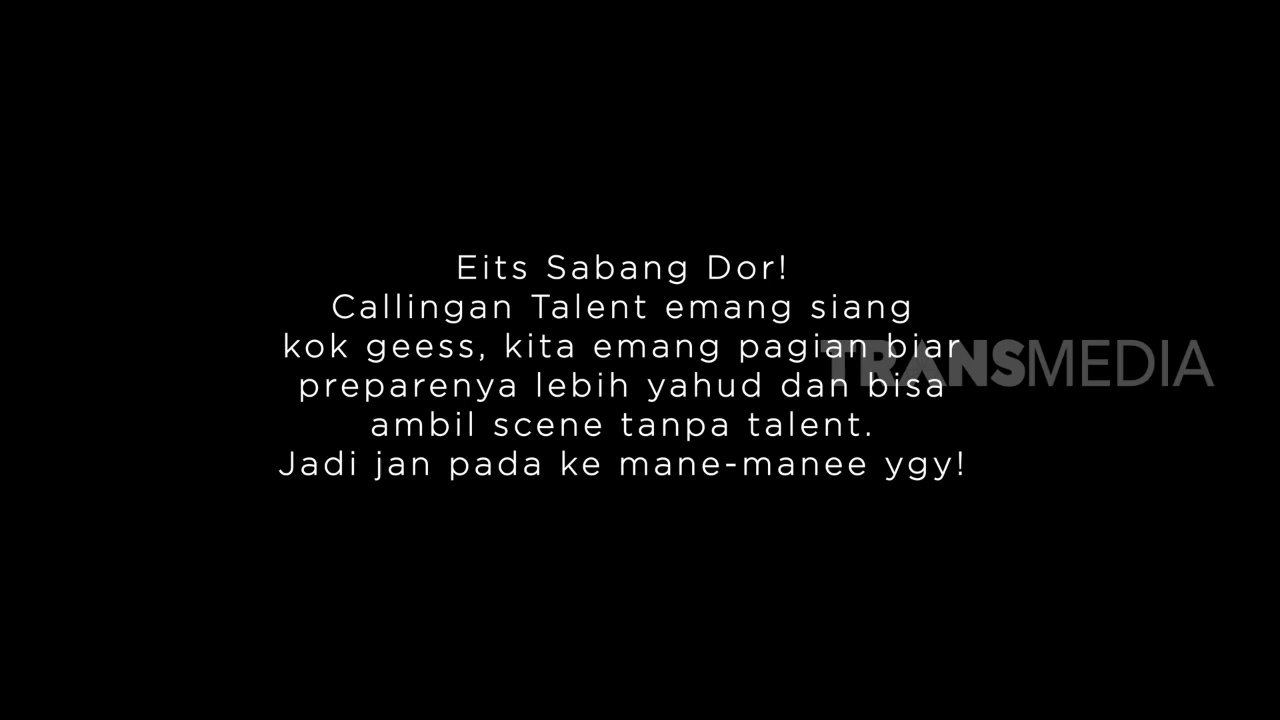 Eits Sabang Dor!
Callingan Talent emang siang
kok geess, kita emang pagian biar
preparenya lebih yahud dan bisa
ambil scene tanpa talent.
Jadi jan pada ke mane-manee ygy!
TRANSMEDIA